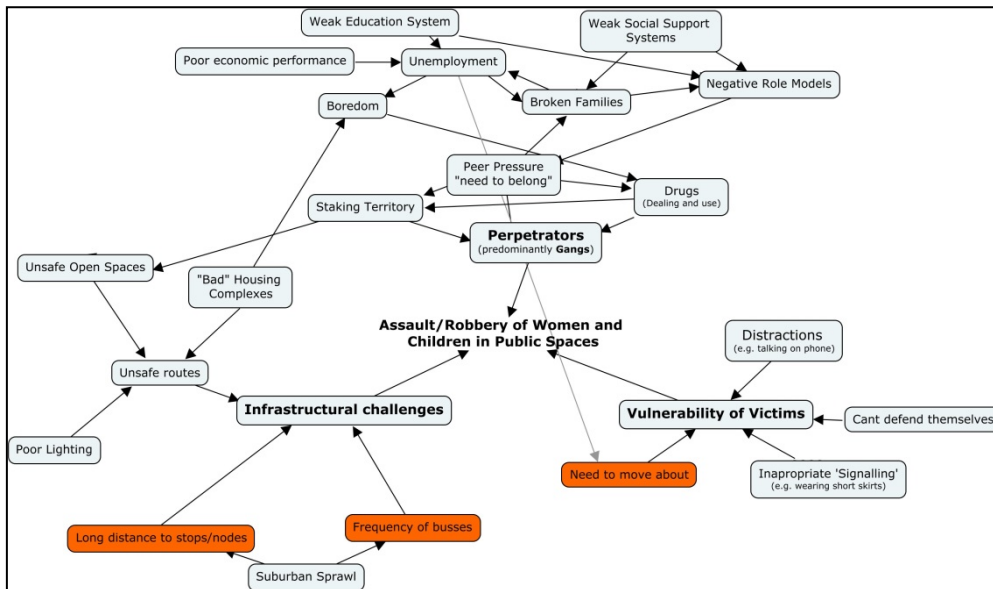 Weak Education System
Weak Social Support
Systems
Poor economic performance
Unemployment
Negative Role Models
Boredom
Broken Families
Peer Pressure
"need to belong"
Drugs
(Dealing and use)
Staking Territory
Perpetrators
(predominantly Gangs)
Unsafe Open Spaces
"Bad" Housing
Complexes
Assault/Robbery of Women and
Children in Public Spaces
Distractions
(e.g. talking on phone)
Unsafe routes
Infrastructural challenges
Vulnerability of Victims
Cant defend themselves
Poor Lighting
Need to move about
Inappropriate 'Signalling'
(e.g. wearing short skirts)
Long distance to stops/nodes
Frequency of busses
Suburban Sprawl